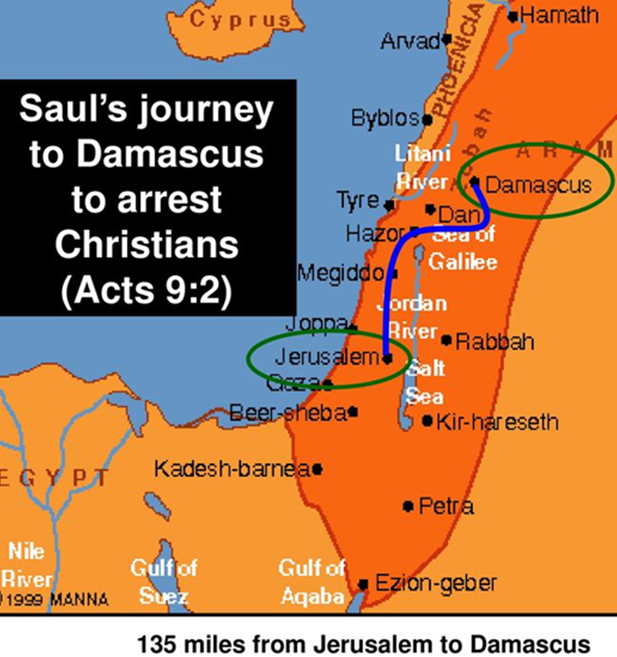 Cyprus
Hamath
Arvad
PHOENICIA
Saul's journey
to Damascus
to arrest
Christians
(Acts 9:2)
Byblos
Litani
River
ARAM
Damascus
Tyre
Dan
Hazor
Sea of
Galilee
Megiddo
Jordan
River
Joppa
Rabbah
Jerusalem
Salt
Sea
Gaza
Beer-sheba
Kir-hareseth
EGYPT
Kadesh-barnea
Petra
Nile
River
Gulf of
Suez
Gulf of
Aqaba
Ezion-geber
1999 MANNA
135 miles from Jerusalem to Damascus